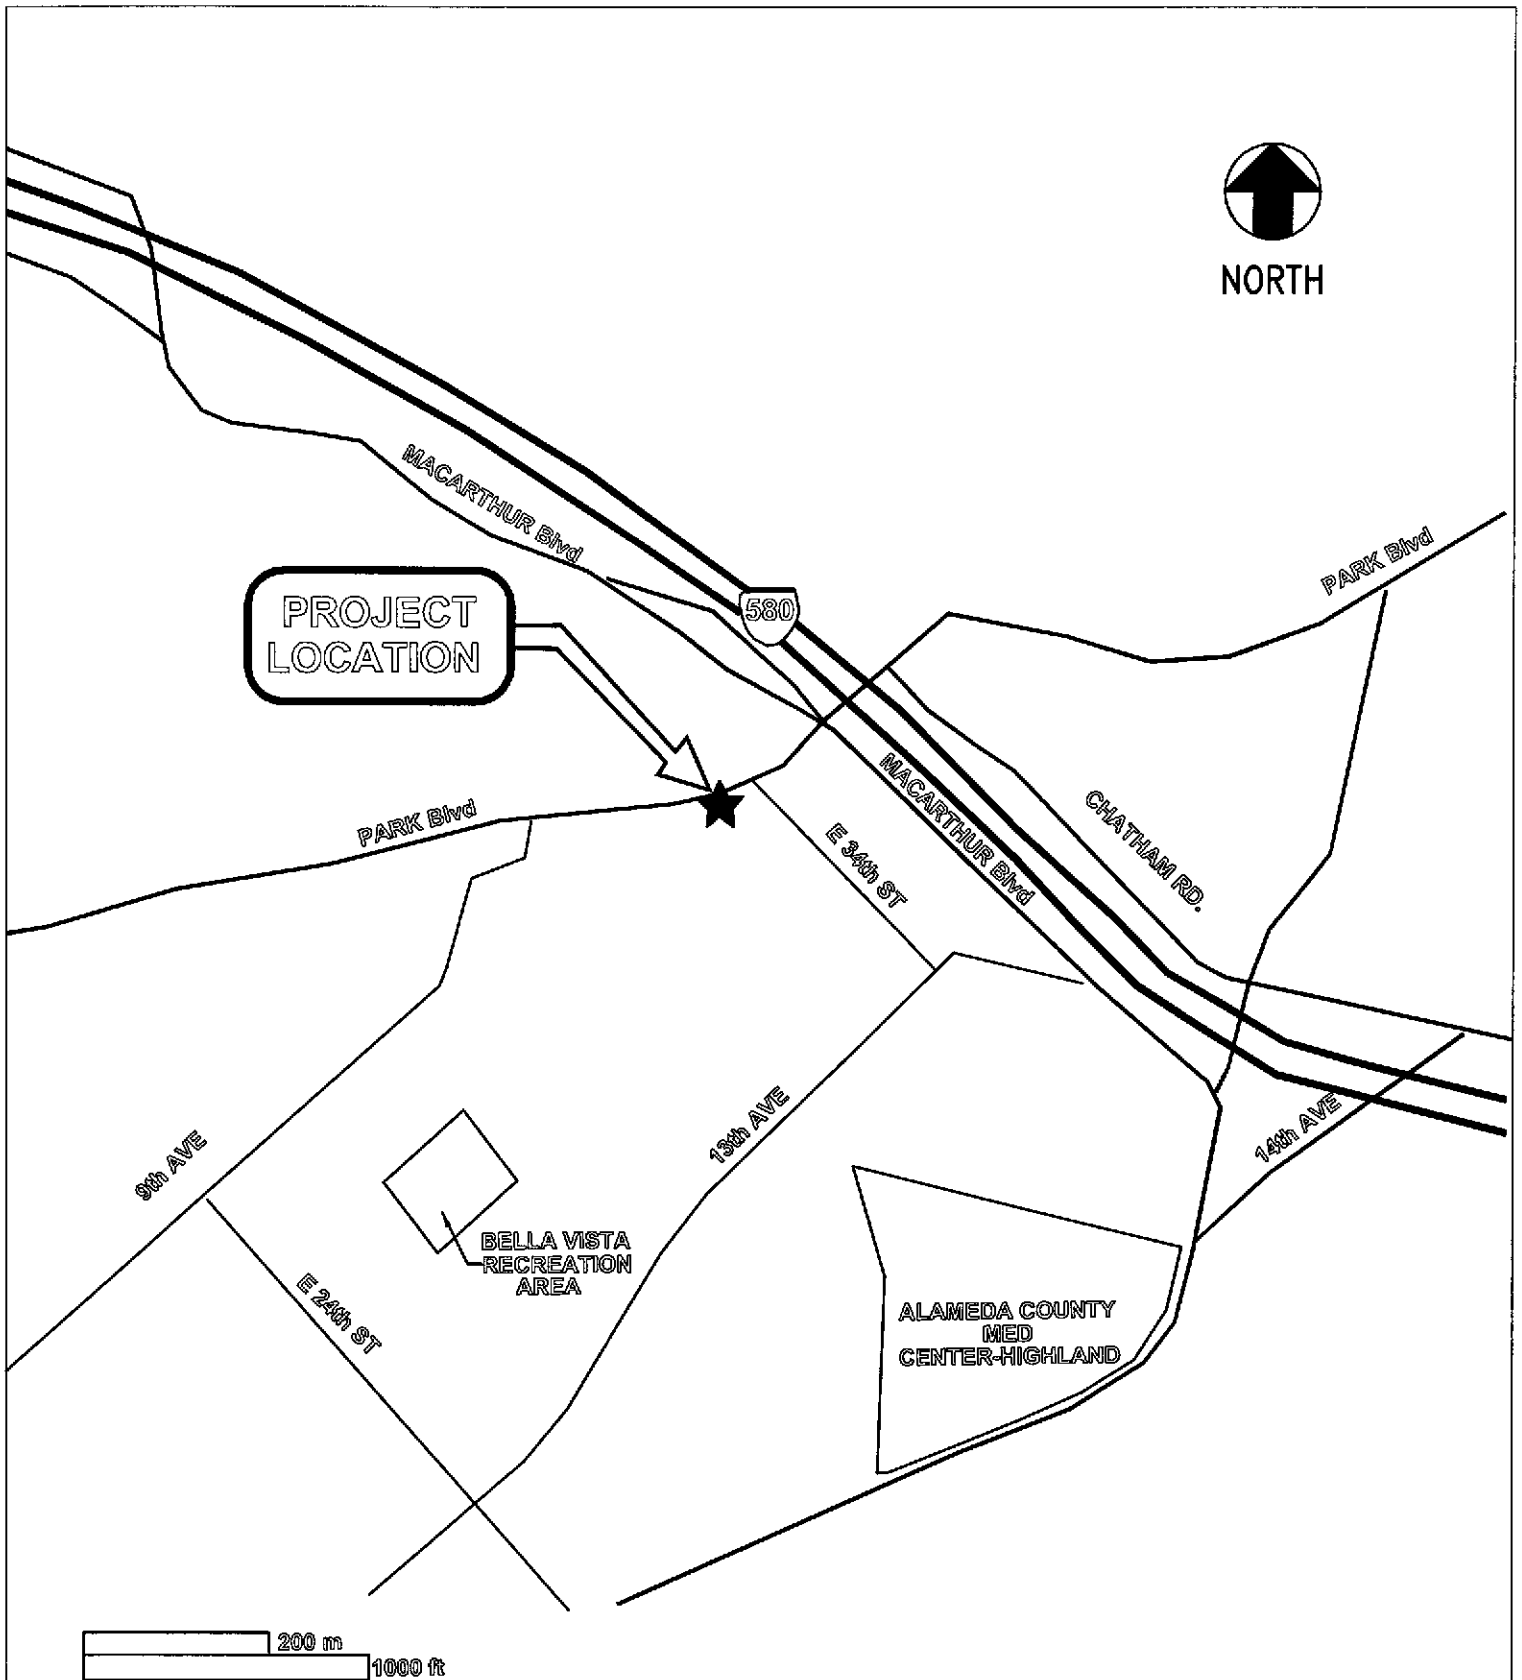 NORTH
MACARTHUR Blvd
PARK Blvd
PROJECT
LOCATION
580
PARK Blvd
E 34th ST
MACARTHUR Blvd
CHATHAM RD.
9th AVE
13th AVE
14th AVE
BELLA VISTA
RECREATION
AREA
E 24th ST
ALAMEDA COUNTY
MED
CENTER-HIGHLAND
200 m
1000 ft